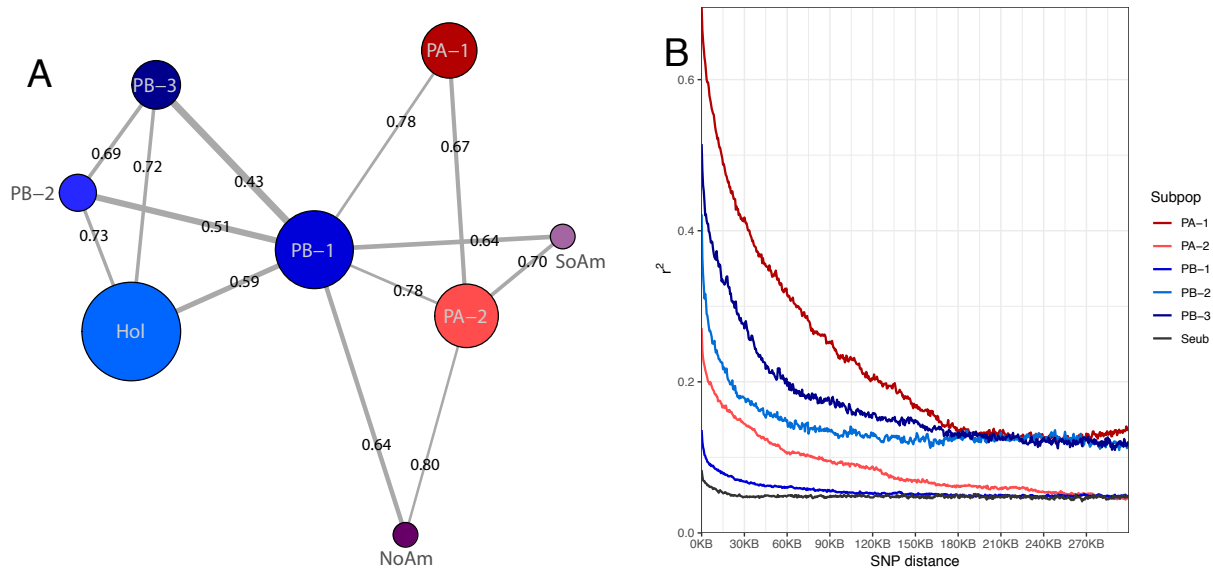 A
PB−3
PA−1
0.78
0.69
0.72
0.67
PB−2
0.43
0.51
0.73
PB−1
0.64
0.70
SoAm
0.59
0.78
Hol
PA−2
0.64
0.80
NoAm
B
0.6
0.4
0.2
0.0
r2
0KB 30KB 60KB 90KB 120KB 150KB 180KB 210KB 240KB 270KB
SNP distance
Subpop
PA−1
PA−2
PB−1
PB−2
PB−3
Seub